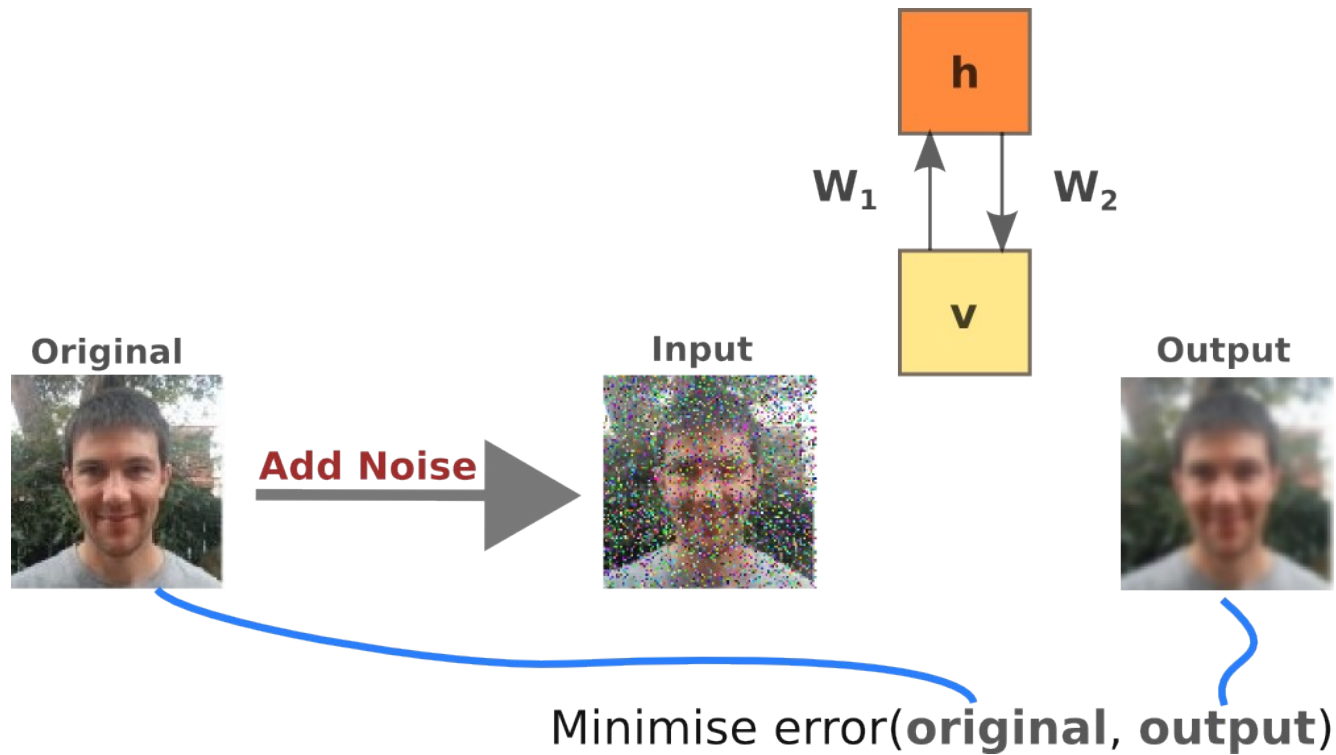 h
W₁ W₂
v
Original
Input
Output
Add Noise
Minimise error(original, output)